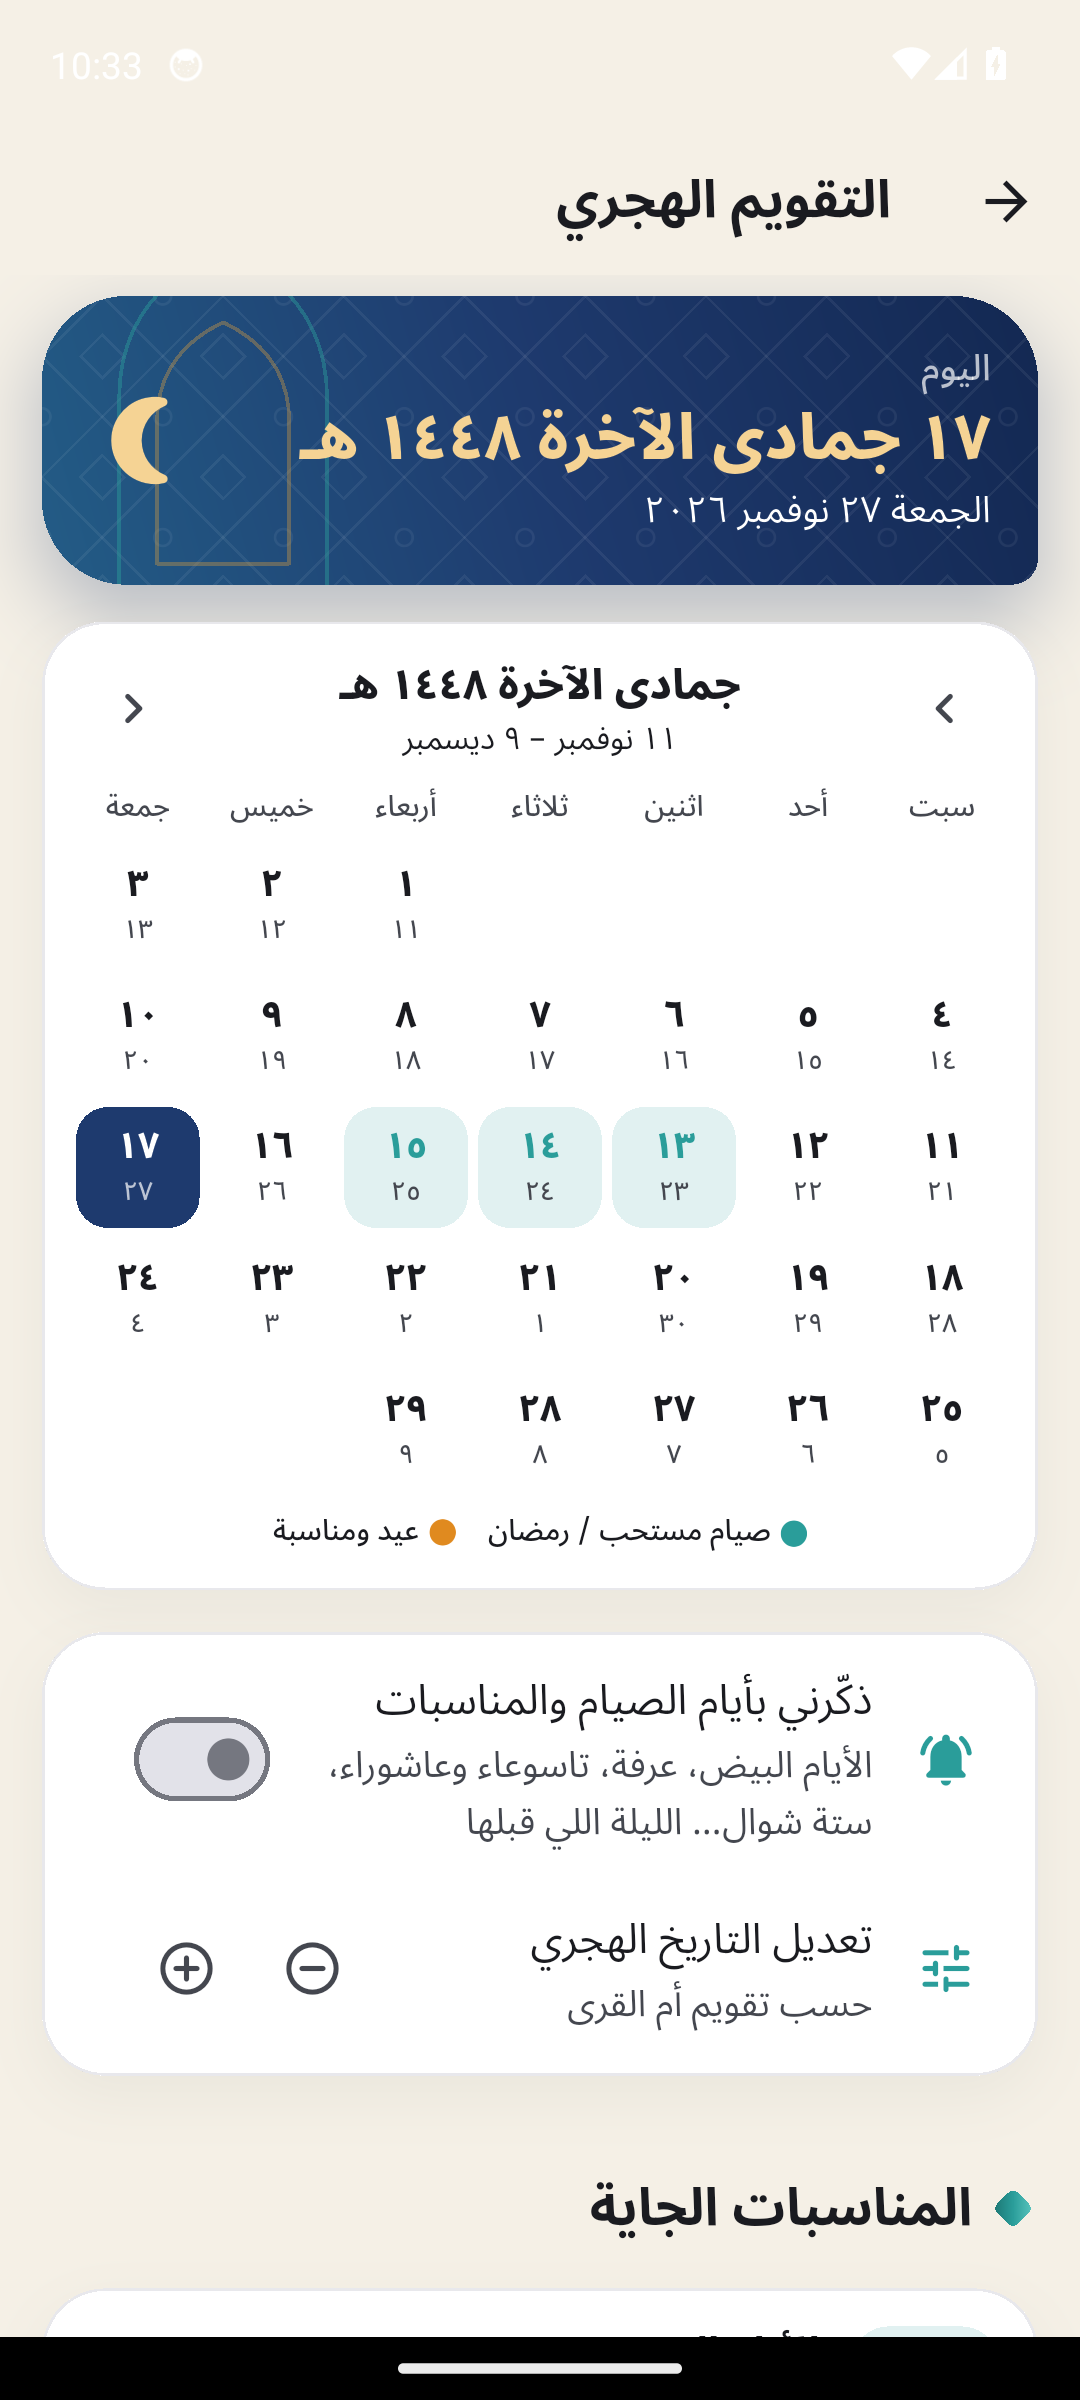 10:33
التقويم الهجري
اليوم
١٧ جمادى الآخرة ١٤٤٨ هـ
الجمعة ٢٧ نوفمبر ٢٠٢٦
جمادى الآخرة ١٤٤٨ هـ
١١ نوفمبر – ٩ ديسمبر
سبت أحد اثنين ثلاثاء أربعاء خميس جمعة
١ ٢ ٣
١١ ١٢ ١٣
٤ ٥ ٦ ٧ ٨ ٩ ١٠
١٤ ١٥ ١٦ ١٧ ١٨ ١٩ ٢٠
١١ ١٢ ١٣ ١٤ ١٥ ١٦ ١٧
٢١ ٢٢ ٢٣ ٢٤ ٢٥ ٢٦ ٢٧
١٨ ١٩ ٢٠ ٢١ ٢٢ ٢٣ ٢٤
٢٨ ٢٩ ٣٠ ١ ٢ ٣ ٤
٢٥ ٢٦ ٢٧ ٢٨ ٢٩
٥ ٦ ٧ ٨ ٩
صيام مستحب / رمضان عيد ومناسبة
ذكّرني بأيام الصيام والمناسبات
الأيام البيض، عرفة، تاسوعاء وعاشوراء،
ستة شوال... الليلة اللي قبلها
تعديل التاريخ الهجري
حسب تقويم أم القرى
المناسبات الجاية